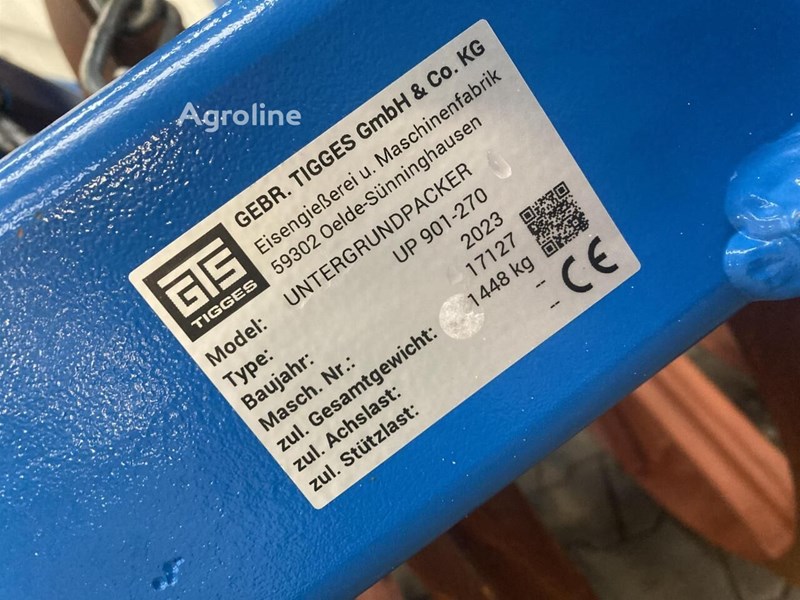 Agroline
GTS
TIGGES
GEBR. TIGGES GmbH & Co. KG
Eisengießerei u. Maschinenfabrik
59302 Oelde-Sünninghausen
Model: UNTERGRUNDPACKER
Type: UP 901-270
Baujahr: 2023
Masch. Nr.: 17127
zul. Gesamtgewicht: 1448 kg
zul. Achslast: --
zul. Stützlast: --
CE